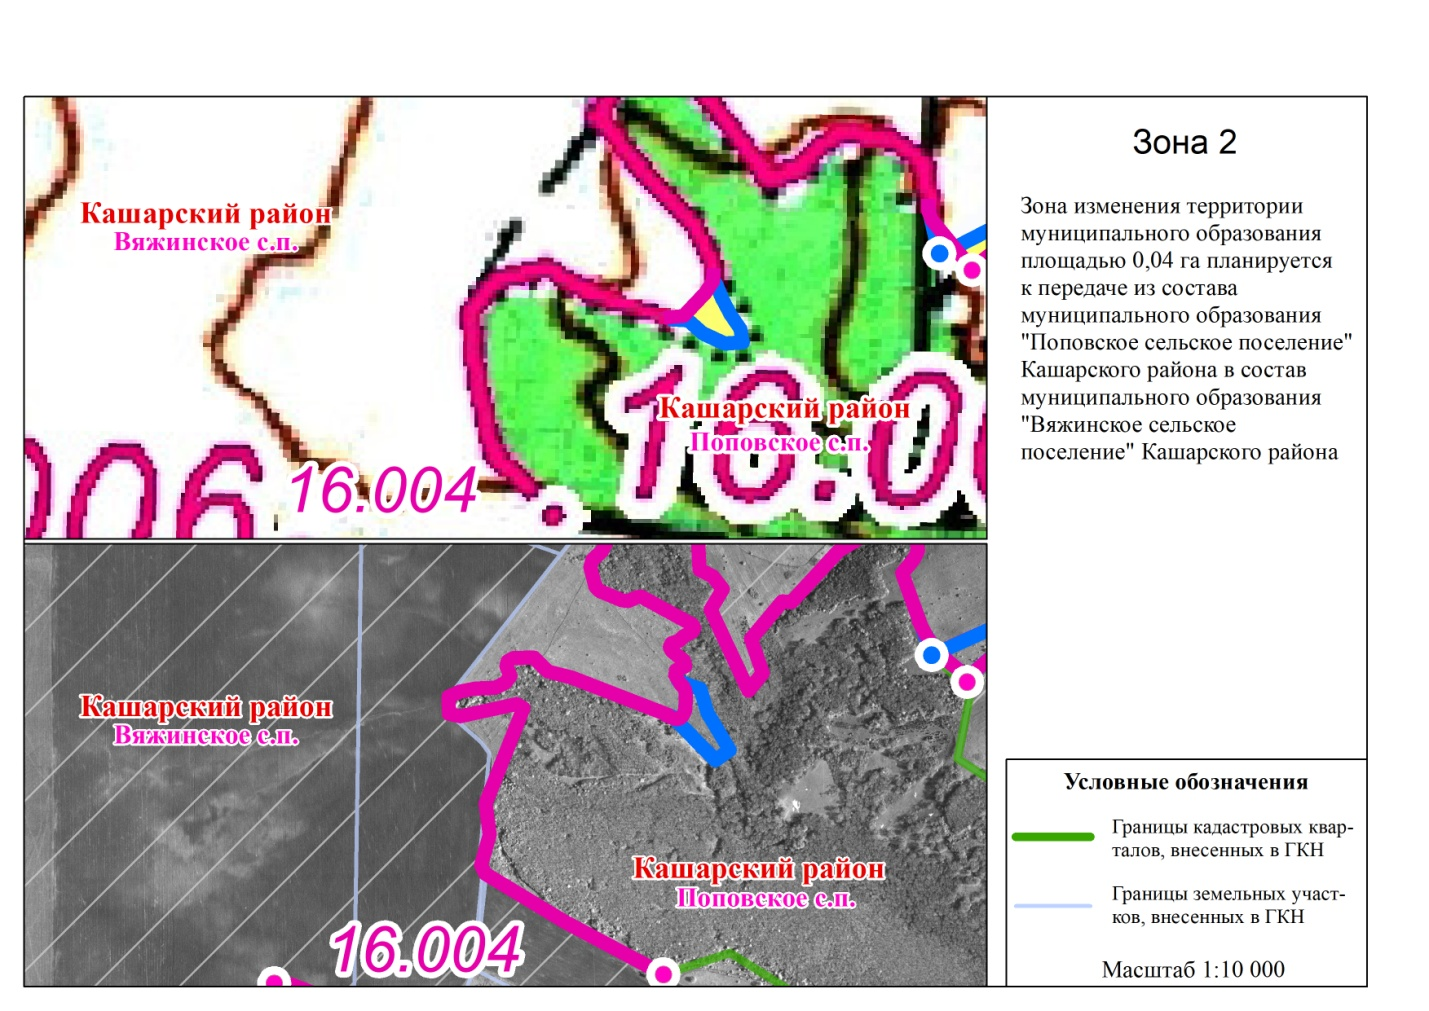 Зона 2
Зона изменения территории
муниципального образования
площадью 0,04 га планируется
к передаче из состава
муниципального образования
"Поповское сельское поселение"
Кашарского района в состав
муниципального образования
"Вяжинское сельское
поселение" Кашарского района
Кашарский район
Вяжинское с.п.
Кашарский район
Поповское с.п.
006
16.004
16.0
Кашарский район
Вяжинское с.п.
Кашарский район
Поповское с.п.
16.004
Условные обозначения
Границы кадастровых квар-
талов, внесенных в ГКН
Границы земельных участ-
ков, внесенных в ГКН
Масштаб 1:10 000